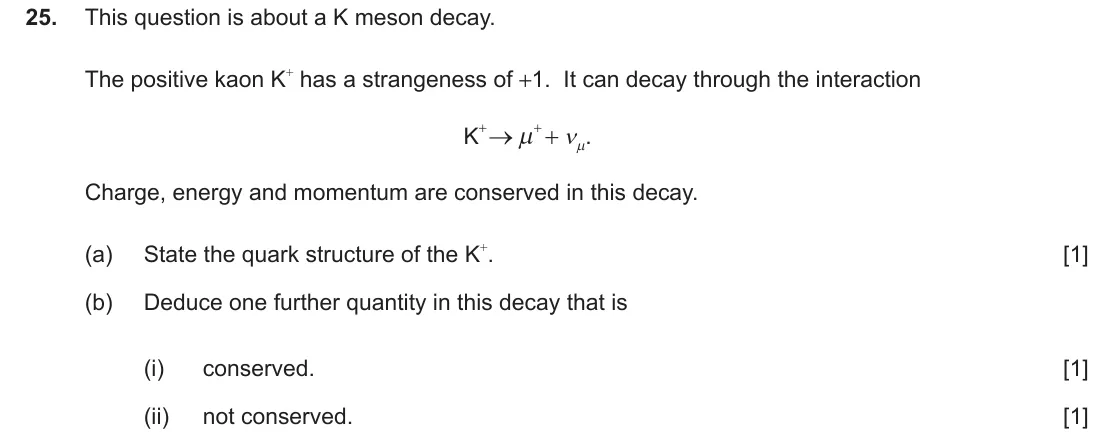 25. This question is about a K meson decay.
The positive kaon K⁺ has a strangeness of +1. It can decay through the interaction
K⁺ → μ⁺ + ν_μ.
Charge, energy and momentum are conserved in this decay.
(a) State the quark structure of the K⁺. [1]
(b) Deduce one further quantity in this decay that is
(i) conserved. [1]
(ii) not conserved. [1]